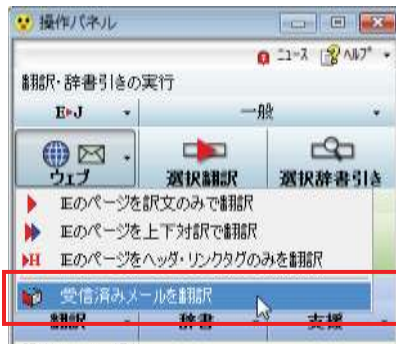 操作パネル
ニュース ヘルプ
翻訳・辞書引きの実行
E▶J 一般
ウェブ 選択翻訳 選択辞書引き
IEのページを訳文のみで翻訳
IEのページを上下対訳で翻訳
H IEのページをヘッダ・リンクタグのみを翻訳
受信済みメールを翻訳
翻訳 辞書 支援